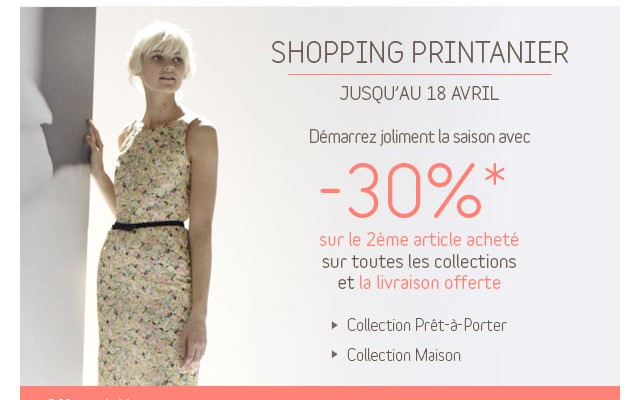 SHOPPING PRINTANIER
JUSQU'AU 18 AVRIL
Démarrez joliment la saison avec
-30%*
sur le 2ème article acheté
sur toutes les collections
et la livraison offerte
Collection Prêt-à-Porter
Collection Maison